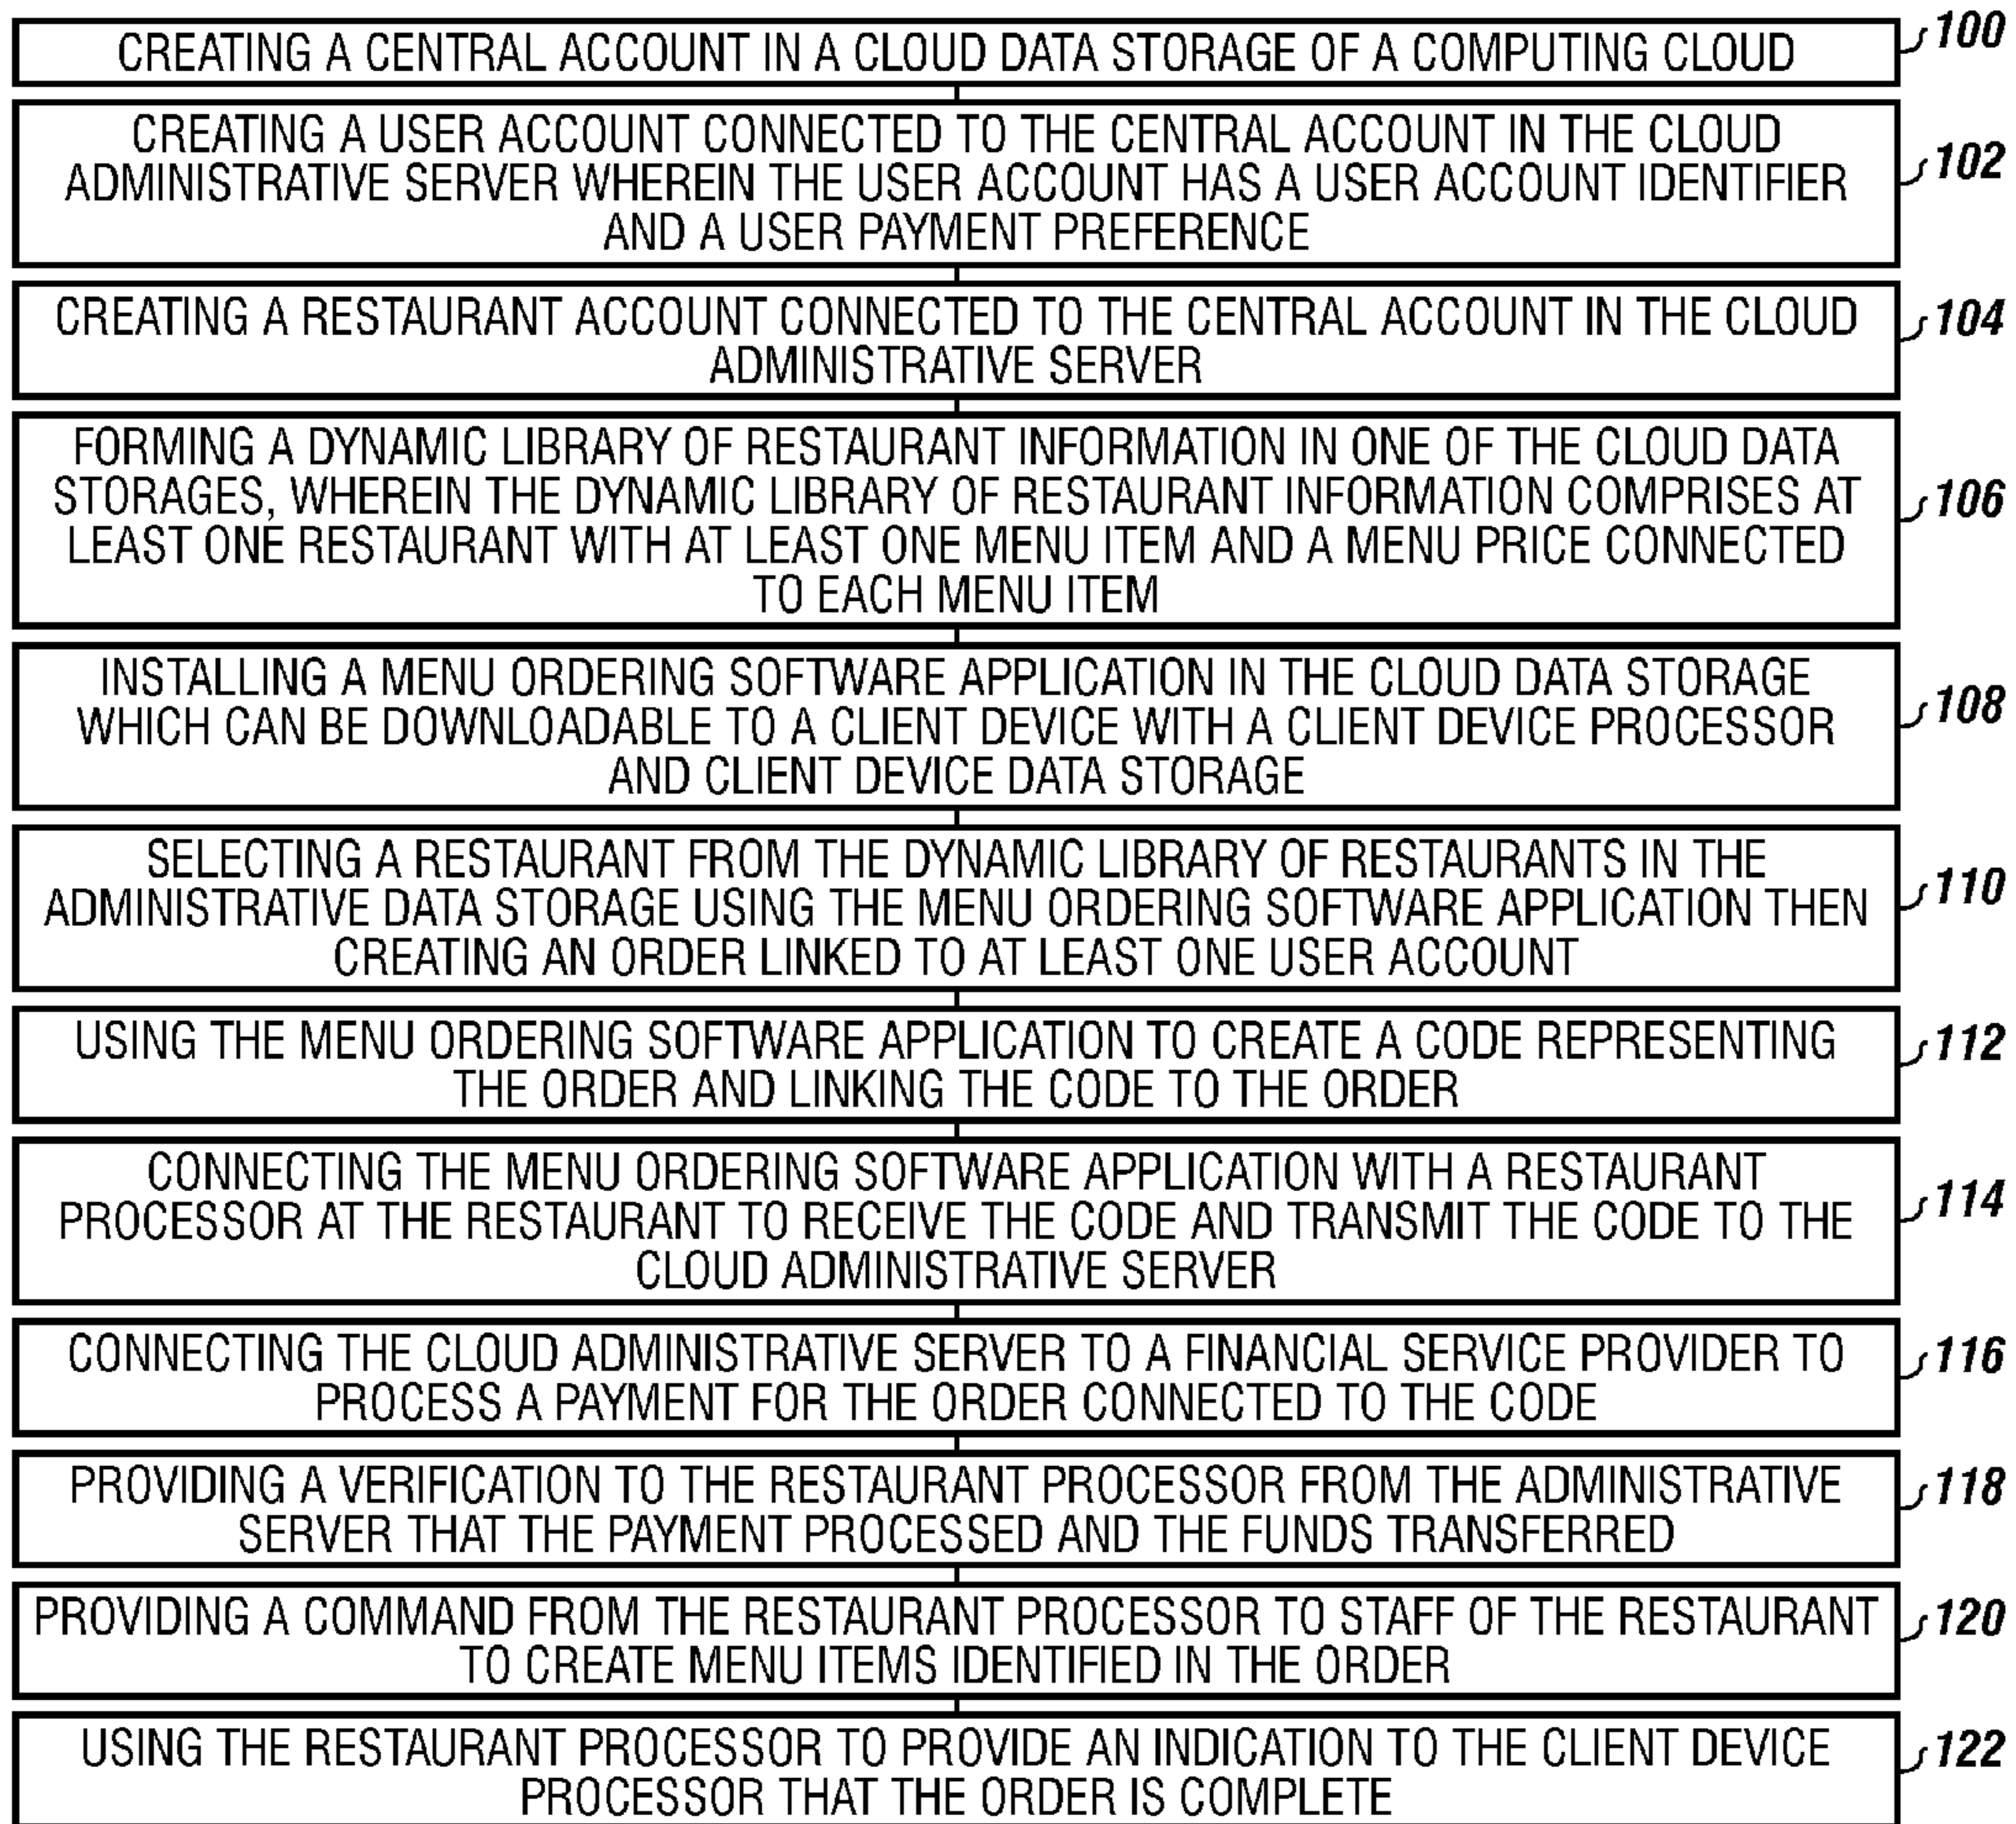 CREATING A CENTRAL ACCOUNT IN A CLOUD DATA STORAGE OF A COMPUTING CLOUD
100
CREATING A USER ACCOUNT CONNECTED TO THE CENTRAL ACCOUNT IN THE CLOUD
ADMINISTRATIVE SERVER WHEREIN THE USER ACCOUNT HAS A USER ACCOUNT IDENTIFIER
AND A USER PAYMENT PREFERENCE
102
CREATING A RESTAURANT ACCOUNT CONNECTED TO THE CENTRAL ACCOUNT IN THE CLOUD
ADMINISTRATIVE SERVER
104
FORMING A DYNAMIC LIBRARY OF RESTAURANT INFORMATION IN ONE OF THE CLOUD DATA
STORAGES, WHEREIN THE DYNAMIC LIBRARY OF RESTAURANT INFORMATION COMPRISES AT
LEAST ONE RESTAURANT WITH AT LEAST ONE MENU ITEM AND A MENU PRICE CONNECTED
TO EACH MENU ITEM
106
INSTALLING A MENU ORDERING SOFTWARE APPLICATION IN THE CLOUD DATA STORAGE
WHICH CAN BE DOWNLOADABLE TO A CLIENT DEVICE WITH A CLIENT DEVICE PROCESSOR
AND CLIENT DEVICE DATA STORAGE
108
SELECTING A RESTAURANT FROM THE DYNAMIC LIBRARY OF RESTAURANTS IN THE
ADMINISTRATIVE DATA STORAGE USING THE MENU ORDERING SOFTWARE APPLICATION THEN
CREATING AN ORDER LINKED TO AT LEAST ONE USER ACCOUNT
110
USING THE MENU ORDERING SOFTWARE APPLICATION TO CREATE A CODE REPRESENTING
THE ORDER AND LINKING THE CODE TO THE ORDER
112
CONNECTING THE MENU ORDERING SOFTWARE APPLICATION WITH A RESTAURANT
PROCESSOR AT THE RESTAURANT TO RECEIVE THE CODE AND TRANSMIT THE CODE TO THE
CLOUD ADMINISTRATIVE SERVER
114
CONNECTING THE CLOUD ADMINISTRATIVE SERVER TO A FINANCIAL SERVICE PROVIDER TO
PROCESS A PAYMENT FOR THE ORDER CONNECTED TO THE CODE
116
PROVIDING A VERIFICATION TO THE RESTAURANT PROCESSOR FROM THE ADMINISTRATIVE
SERVER THAT THE PAYMENT PROCESSED AND THE FUNDS TRANSFERRED
118
PROVIDING A COMMAND FROM THE RESTAURANT PROCESSOR TO STAFF OF THE RESTAURANT
TO CREATE MENU ITEMS IDENTIFIED IN THE ORDER
120
USING THE RESTAURANT PROCESSOR TO PROVIDE AN INDICATION TO THE CLIENT DEVICE
PROCESSOR THAT THE ORDER IS COMPLETE
122